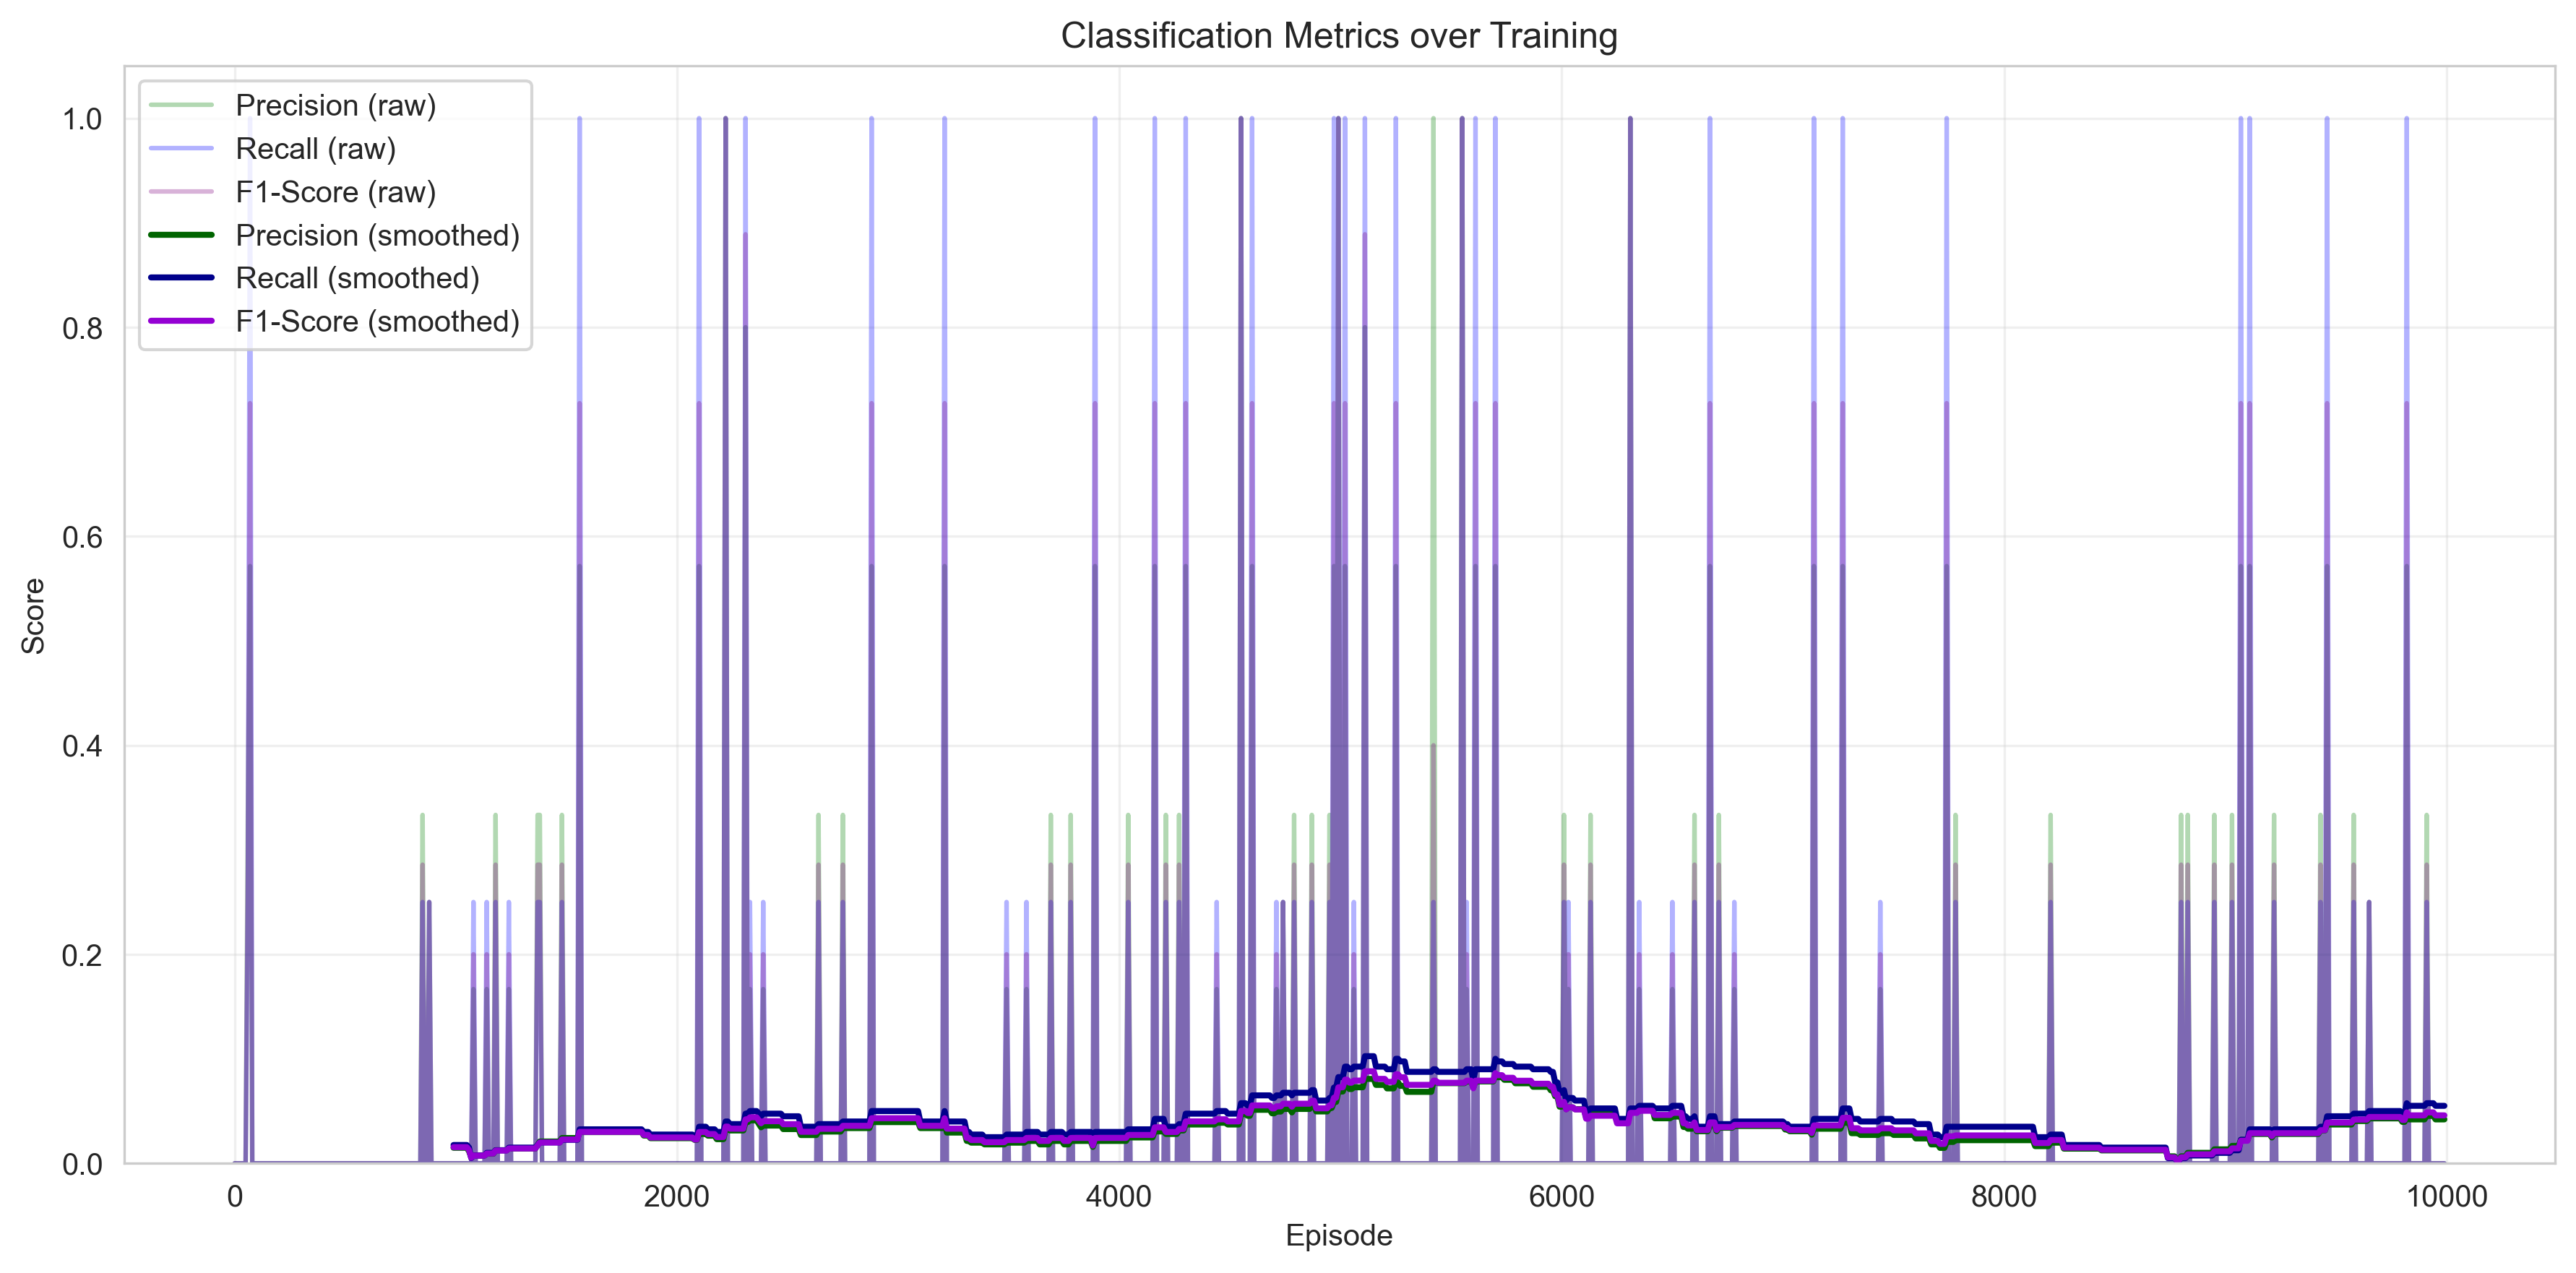 Classification Metrics over Training
Precision (raw)
Recall (raw)
F1-Score (raw)
Precision (smoothed)
Recall (smoothed)
F1-Score (smoothed)
1.0
0.8
0.6
0.4
0.2
0.0
Score
0 2000 4000 6000 8000 10000
Episode